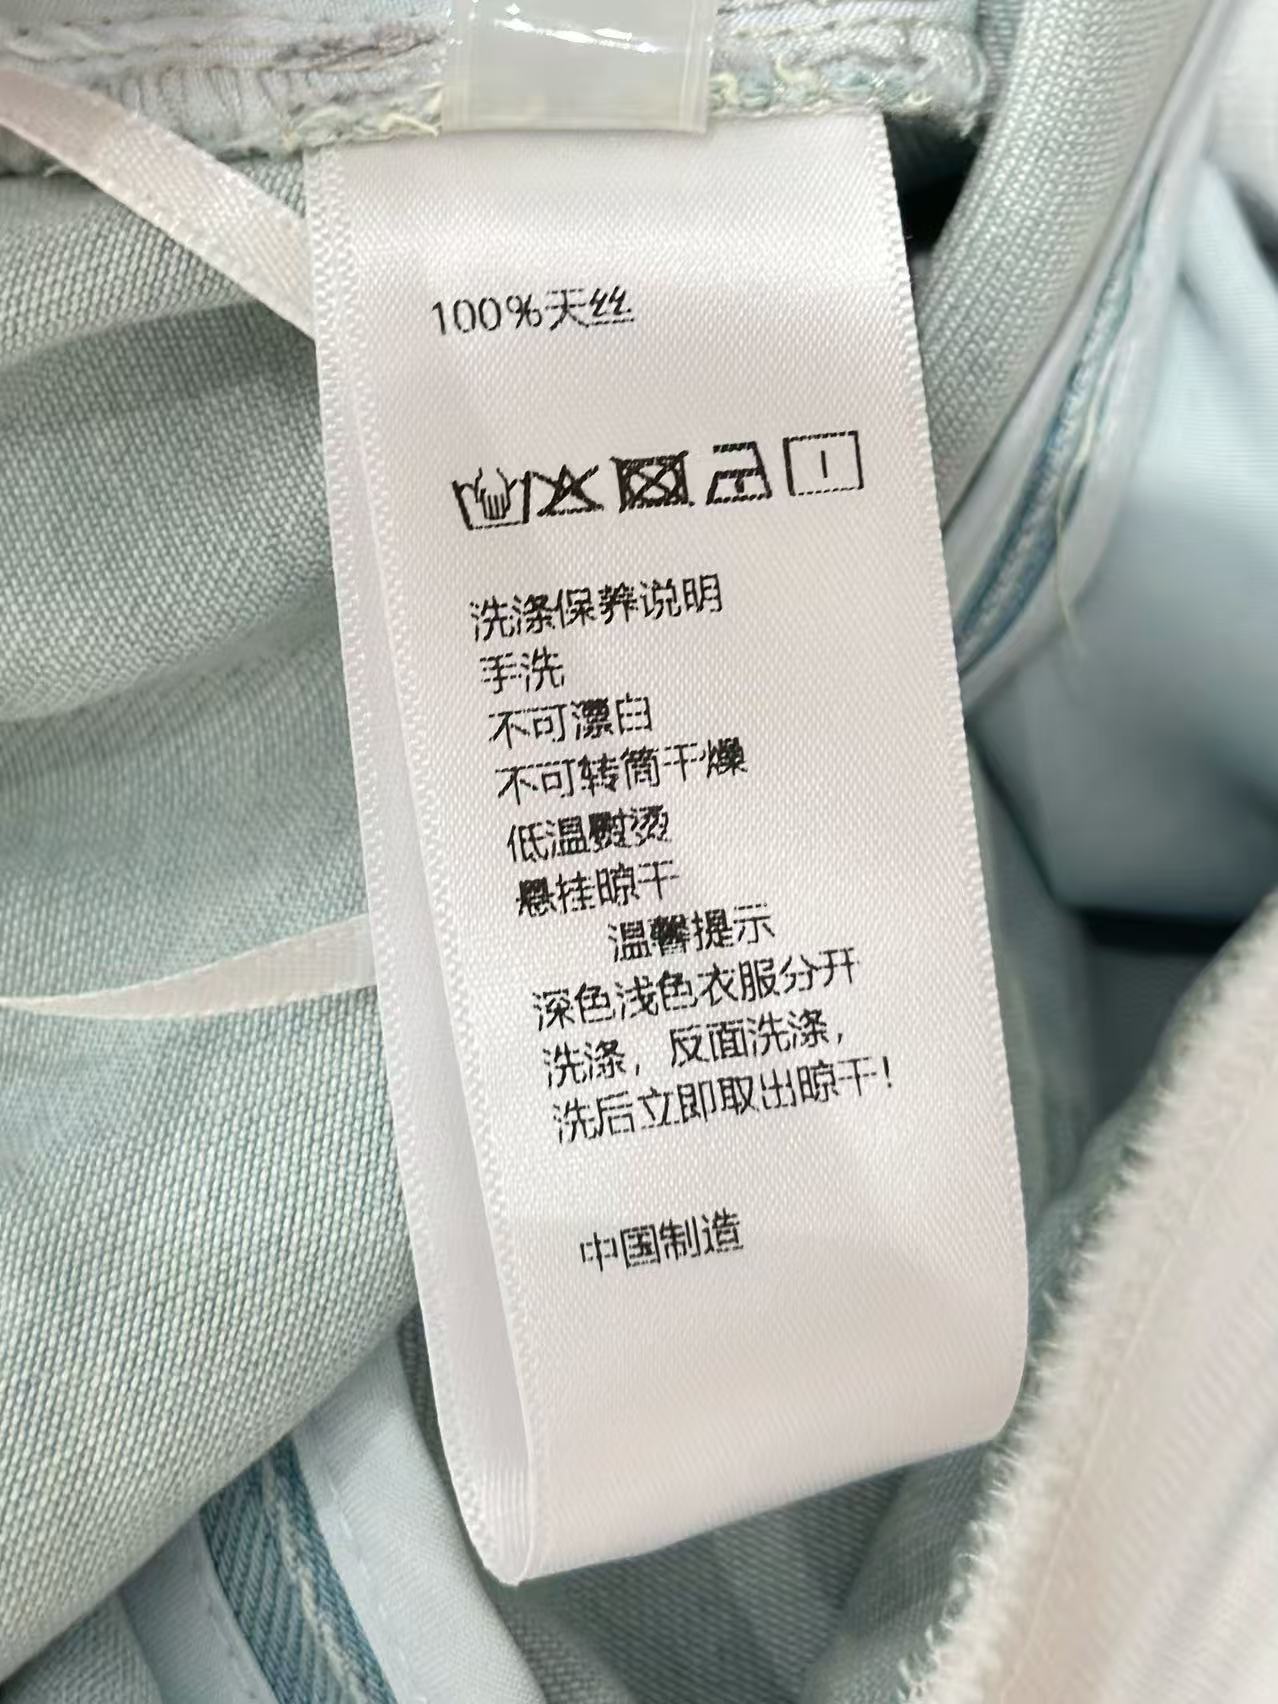 100%天丝
洗涤保养说明
手洗
不可漂白
不可转筒干燥
低温熨烫
悬挂晾干
温馨提示
深色浅色衣服分开
洗涤，反面洗涤，
洗后立即取出晾干！
中国制造